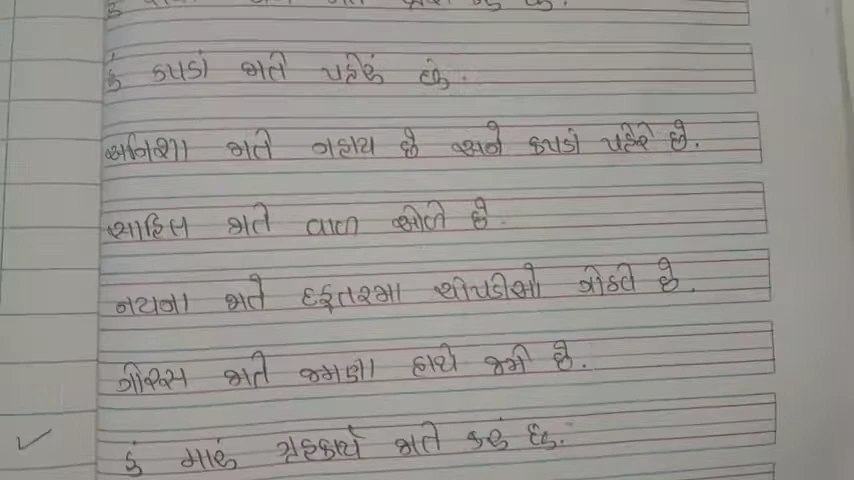 હું કપડાં જાતે પહેરું છું.
અનિશા જાતે નહાય છે અને કપડાં પહેરે છે.
સાહિલ જાતે વાળ ઓળે છે.
નયના જાતે દફતરમા ચોપડીઓ ગોઠવે છે.
ગૌરવ જાતે જમણા હાથે જમે છે.
હું મારું ગૃહકાર્ય જાતે કરું છું.